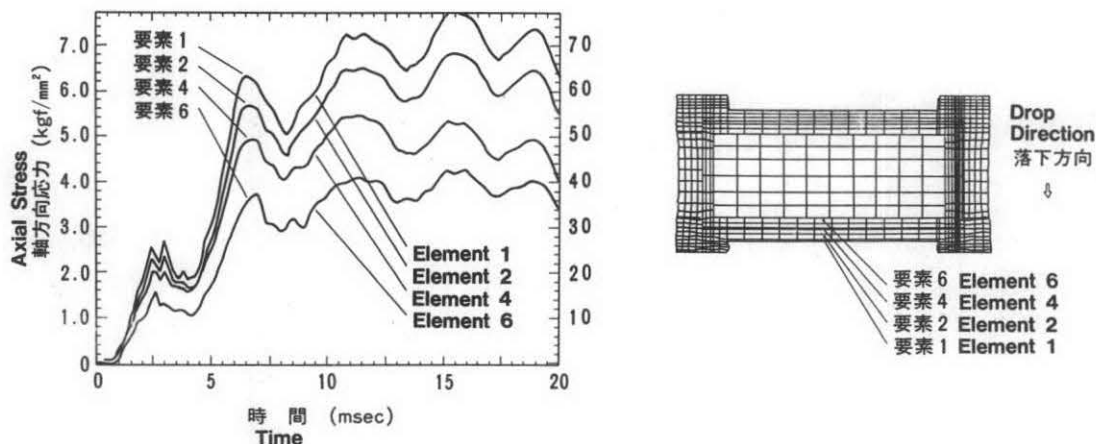 軸方向応力 (kgf/mm²)
Axial Stress
7.0
6.0
5.0
4.0
3.0
2.0
1.0
0
要素1
要素2
要素4
要素6
Element 1
Element 2
Element 4
Element 6
70
60
50
40
30
20
10
0 5 10 15 20
時 間 (msec)
Time
Drop
Direction
落下方向
⇩
要素6 Element 6
要素4 Element 4
要素2 Element 2
要素1 Element 1